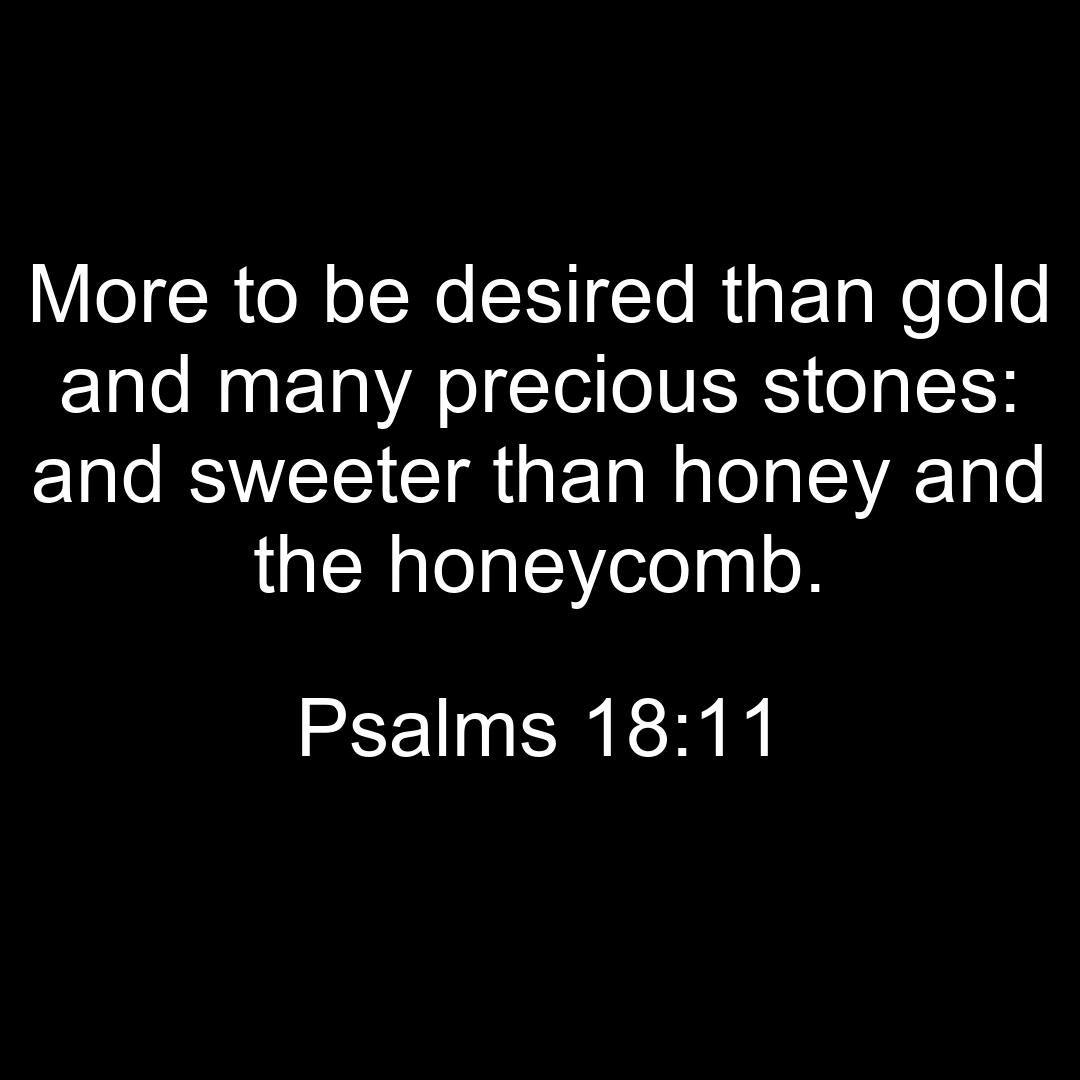 More to be desired than gold
and many precious stones:
and sweeter than honey and
the honeycomb.
Psalms 18:11